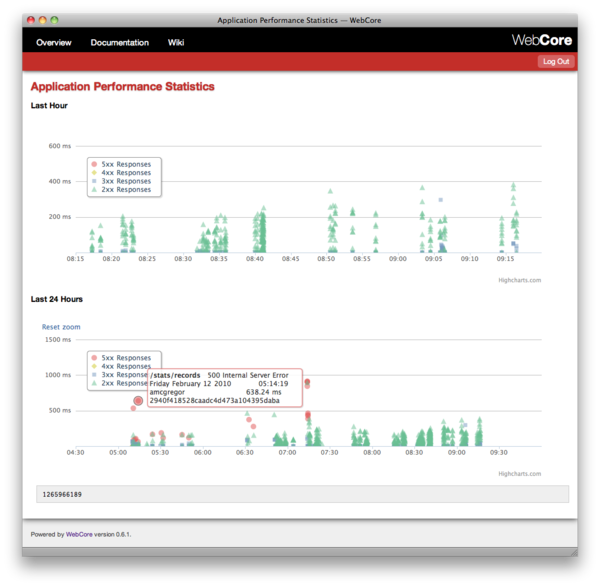 Application Performance Statistics — WebCore
Overview Documentation Wiki WebCore
Log Out
Application Performance Statistics
Last Hour
600 ms
400 ms
200 ms
5xx Responses
4xx Responses
3xx Responses
2xx Responses
08:15 08:20 08:25 08:30 08:35 08:40 08:45 08:50 08:55 09:00 09:05 09:10 09:15
Highcharts.com
Last 24 Hours
Reset zoom
1500 ms
1000 ms
500 ms
5xx Responses
4xx Responses
3xx Response
2xx Response
/stats/records 500 Internal Server Error
Friday February 12 2010 05:14:19
amcgregor 638.24 ms
2940f418528caadc4d473a104395daba
04:30 05:00 05:30 06:00 06:30 07:00 07:30 08:00 08:30 09:00 09:30
Highcharts.com
1265966189
Powered by WebCore version 0.6.1.